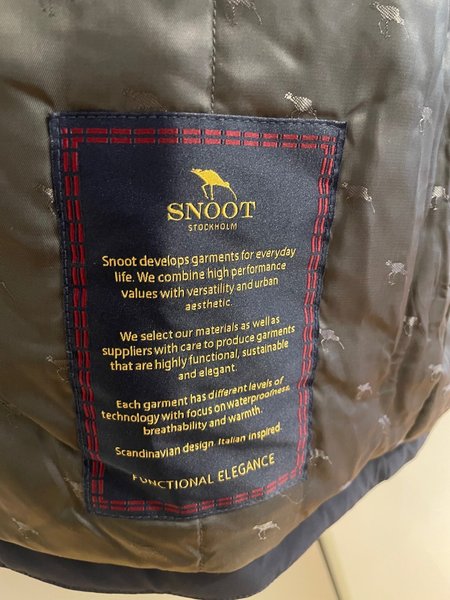 SNOOT
STOCKHOLM
Snoot develops garments for everyday
life. We combine high performance
values with versatility and urban
aesthetic.
We select our materials as well as
suppliers with care to produce garments
that are highly functional, sustainable
and elegant.
Each garment has different levels of
technology with focus on waterproofness,
breathability and warmth.
Scandinavian design. Italian inspired.
FUNCTIONAL ELEGANCE